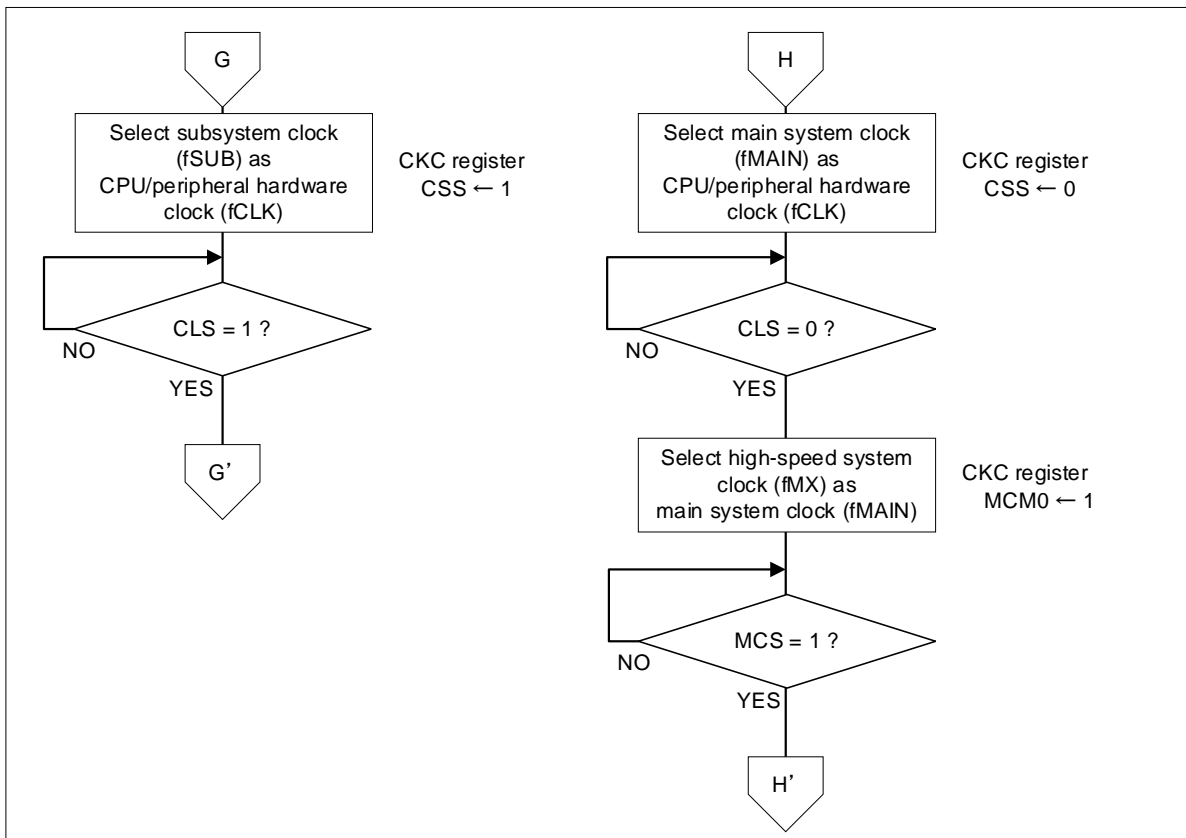 G
Select subsystem clock
(fSUB) as
CPU/peripheral hardware
clock (fCLK)
CKC register
CSS ← 1
CLS = 1 ?
NO
YES
G’
H
Select main system clock
(fMAIN) as
CPU/peripheral hardware
clock (fCLK)
CKC register
CSS ← 0
CLS = 0 ?
NO
YES
Select high-speed system
clock (fMX) as
main system clock (fMAIN)
CKC register
MCM0 ← 1
MCS = 1 ?
NO
YES
H’